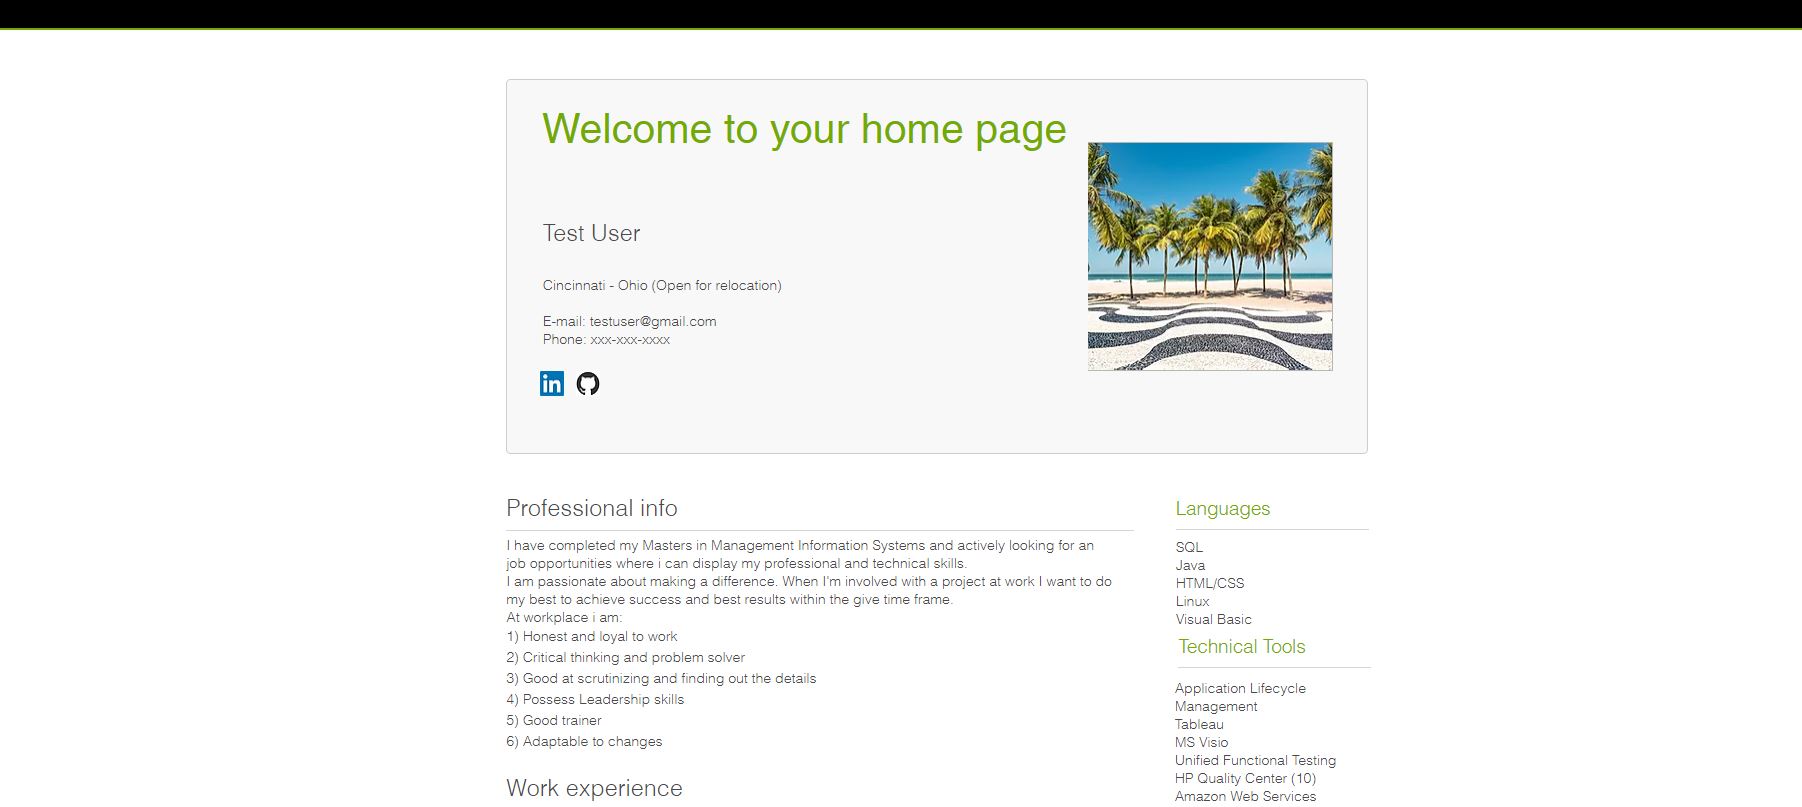 Welcome to your home page
Test User
Cincinnati - Ohio (Open for relocation)
E-mail: testuser@gmail.com
Phone: xxx-xxx-xxxx
in
Professional info
I have completed my Masters in Management Information Systems and actively looking for an
job opportunities where i can display my professional and technical skills.
I am passionate about making a difference. When I'm involved with a project at work I want to do
my best to achieve success and best results within the give time frame.
At workplace i am:
1) Honest and loyal to work
2) Critical thinking and problem solver
3) Good at scrutinizing and finding out the details
4) Possess Leadership skills
5) Good trainer
6) Adaptable to changes
Work experience
Languages
SQL
Java
HTML/CSS
Linux
Visual Basic
Technical Tools
Application Lifecycle
Management
Tableau
MS Visio
Unified Functional Testing
HP Quality Center (10)
Amazon Web Services